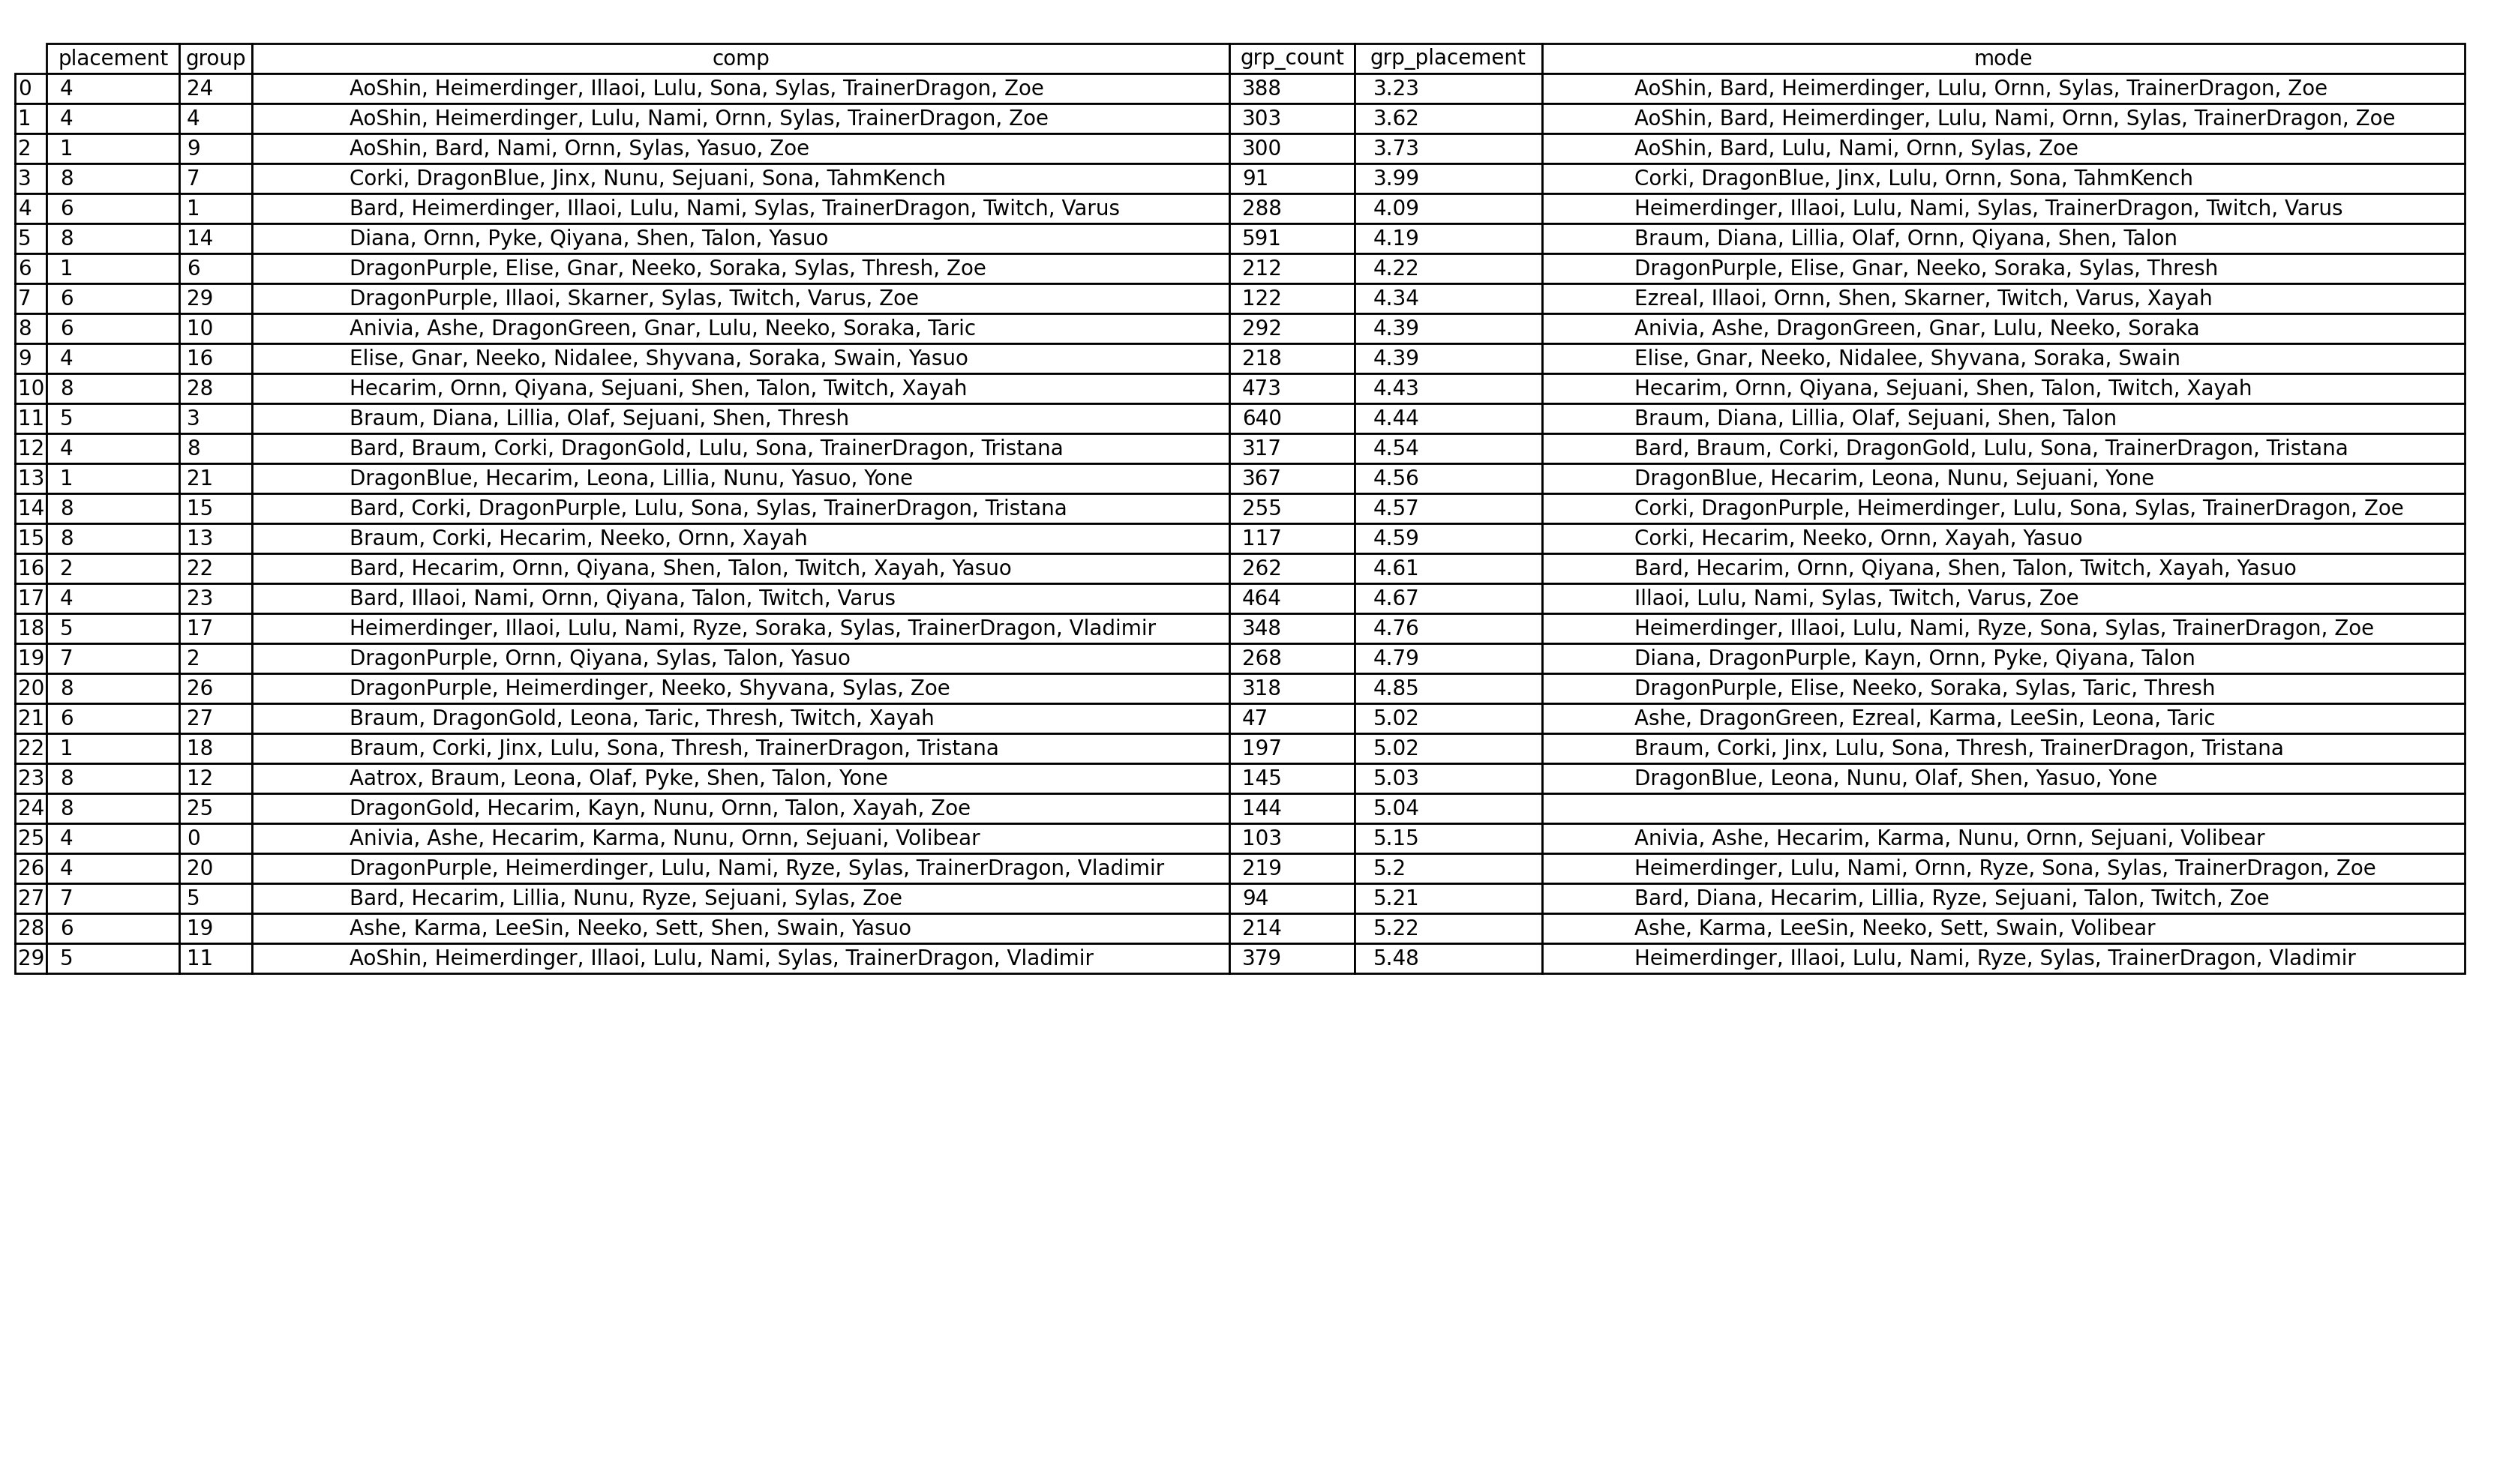 placement group comp grp_count grp_placement mode
0 4 24 AoShin, Heimerdinger, Illaoi, Lulu, Sona, Sylas, TrainerDragon, Zoe 388 3.23 AoShin, Bard, Heimerdinger, Lulu, Ornn, Sylas, TrainerDragon, Zoe
1 4 4 AoShin, Heimerdinger, Lulu, Nami, Ornn, Sylas, TrainerDragon, Zoe 303 3.62 AoShin, Bard, Heimerdinger, Lulu, Nami, Ornn, Sylas, TrainerDragon, Zoe
2 1 9 AoShin, Bard, Nami, Ornn, Sylas, Yasuo, Zoe 300 3.73 AoShin, Bard, Lulu, Nami, Ornn, Sylas, Zoe
3 8 7 Corki, DragonBlue, Jinx, Nunu, Sejuani, Sona, TahmKench 91 3.99 Corki, DragonBlue, Jinx, Lulu, Ornn, Sona, TahmKench
4 6 1 Bard, Heimerdinger, Illaoi, Lulu, Nami, Sylas, TrainerDragon, Twitch, Varus 288 4.09 Heimerdinger, Illaoi, Lulu, Nami, Sylas, TrainerDragon, Twitch, Varus
5 8 14 Diana, Ornn, Pyke, Qiyana, Shen, Talon, Yasuo 591 4.19 Braum, Diana, Lillia, Olaf, Ornn, Qiyana, Shen, Talon
6 1 6 DragonPurple, Elise, Gnar, Neeko, Soraka, Sylas, Thresh, Zoe 212 4.22 DragonPurple, Elise, Gnar, Neeko, Soraka, Sylas, Thresh
7 6 29 DragonPurple, Illaoi, Skarner, Sylas, Twitch, Varus, Zoe 122 4.34 Ezreal, Illaoi, Ornn, Shen, Skarner, Twitch, Varus, Xayah
8 6 10 Anivia, Ashe, DragonGreen, Gnar, Lulu, Neeko, Soraka, Taric 292 4.39 Anivia, Ashe, DragonGreen, Gnar, Lulu, Neeko, Soraka
9 4 16 Elise, Gnar, Neeko, Nidalee, Shyvana, Soraka, Swain, Yasuo 218 4.39 Elise, Gnar, Neeko, Nidalee, Shyvana, Soraka, Swain
10 8 28 Hecarim, Ornn, Qiyana, Sejuani, Shen, Talon, Twitch, Xayah 473 4.43 Hecarim, Ornn, Qiyana, Sejuani, Shen, Talon, Twitch, Xayah
11 5 3 Braum, Diana, Lillia, Olaf, Sejuani, Shen, Thresh 640 4.44 Braum, Diana, Lillia, Olaf, Sejuani, Shen, Talon
12 4 8 Bard, Braum, Corki, DragonGold, Lulu, Sona, TrainerDragon, Tristana 317 4.54 Bard, Braum, Corki, DragonGold, Lulu, Sona, TrainerDragon, Tristana
13 1 21 DragonBlue, Hecarim, Leona, Lillia, Nunu, Yasuo, Yone 367 4.56 DragonBlue, Hecarim, Leona, Nunu, Sejuani, Yone
14 8 15 Bard, Corki, DragonPurple, Lulu, Sona, Sylas, TrainerDragon, Tristana 255 4.57 Corki, DragonPurple, Heimerdinger, Lulu, Sona, Sylas, TrainerDragon, Zoe
15 8 13 Braum, Corki, Hecarim, Neeko, Ornn, Xayah 117 4.59 Corki, Hecarim, Neeko, Ornn, Xayah, Yasuo
16 2 22 Bard, Hecarim, Ornn, Qiyana, Shen, Talon, Twitch, Xayah, Yasuo 262 4.61 Bard, Hecarim, Ornn, Qiyana, Shen, Talon, Twitch, Xayah, Yasuo
17 4 23 Bard, Illaoi, Nami, Ornn, Qiyana, Talon, Twitch, Varus 464 4.67 Illaoi, Lulu, Nami, Sylas, Twitch, Varus, Zoe
18 5 17 Heimerdinger, Illaoi, Lulu, Nami, Ryze, Soraka, Sylas, TrainerDragon, Vladimir 348 4.76 Heimerdinger, Illaoi, Lulu, Nami, Ryze, Sona, Sylas, TrainerDragon, Zoe
19 7 2 DragonPurple, Ornn, Qiyana, Sylas, Talon, Yasuo 268 4.79 Diana, DragonPurple, Kayn, Ornn, Pyke, Qiyana, Talon
20 8 26 DragonPurple, Heimerdinger, Neeko, Shyvana, Sylas, Zoe 318 4.85 DragonPurple, Elise, Neeko, Soraka, Sylas, Taric, Thresh
21 6 27 Braum, DragonGold, Leona, Taric, Thresh, Twitch, Xayah 47 5.02 Ashe, DragonGreen, Ezreal, Karma, LeeSin, Leona, Taric
22 1 18 Braum, Corki, Jinx, Lulu, Sona, Thresh, TrainerDragon, Tristana 197 5.02 Braum, Corki, Jinx, Lulu, Sona, Thresh, TrainerDragon, Tristana
23 8 12 Aatrox, Braum, Leona, Olaf, Pyke, Shen, Talon, Yone 145 5.03 DragonBlue, Leona, Nunu, Olaf, Shen, Yasuo, Yone
24 8 25 DragonGold, Hecarim, Kayn, Nunu, Ornn, Talon, Xayah, Zoe 144 5.04
25 4 0 Anivia, Ashe, Hecarim, Karma, Nunu, Ornn, Sejuani, Volibear 103 5.15 Anivia, Ashe, Hecarim, Karma, Nunu, Ornn, Sejuani, Volibear
26 4 20 DragonPurple, Heimerdinger, Lulu, Nami, Ryze, Sylas, TrainerDragon, Vladimir 219 5.2 Heimerdinger, Lulu, Nami, Ornn, Ryze, Sona, Sylas, TrainerDragon, Zoe
27 7 5 Bard, Hecarim, Lillia, Nunu, Ryze, Sejuani, Sylas, Zoe 94 5.21 Bard, Diana, Hecarim, Lillia, Ryze, Sejuani, Talon, Twitch, Zoe
28 6 19 Ashe, Karma, LeeSin, Neeko, Sett, Shen, Swain, Yasuo 214 5.22 Ashe, Karma, LeeSin, Neeko, Sett, Swain, Volibear
29 5 11 AoShin, Heimerdinger, Illaoi, Lulu, Nami, Sylas, TrainerDragon, Vladimir 379 5.48 Heimerdinger, Illaoi, Lulu, Nami, Ryze, Sylas, TrainerDragon, Vladimir